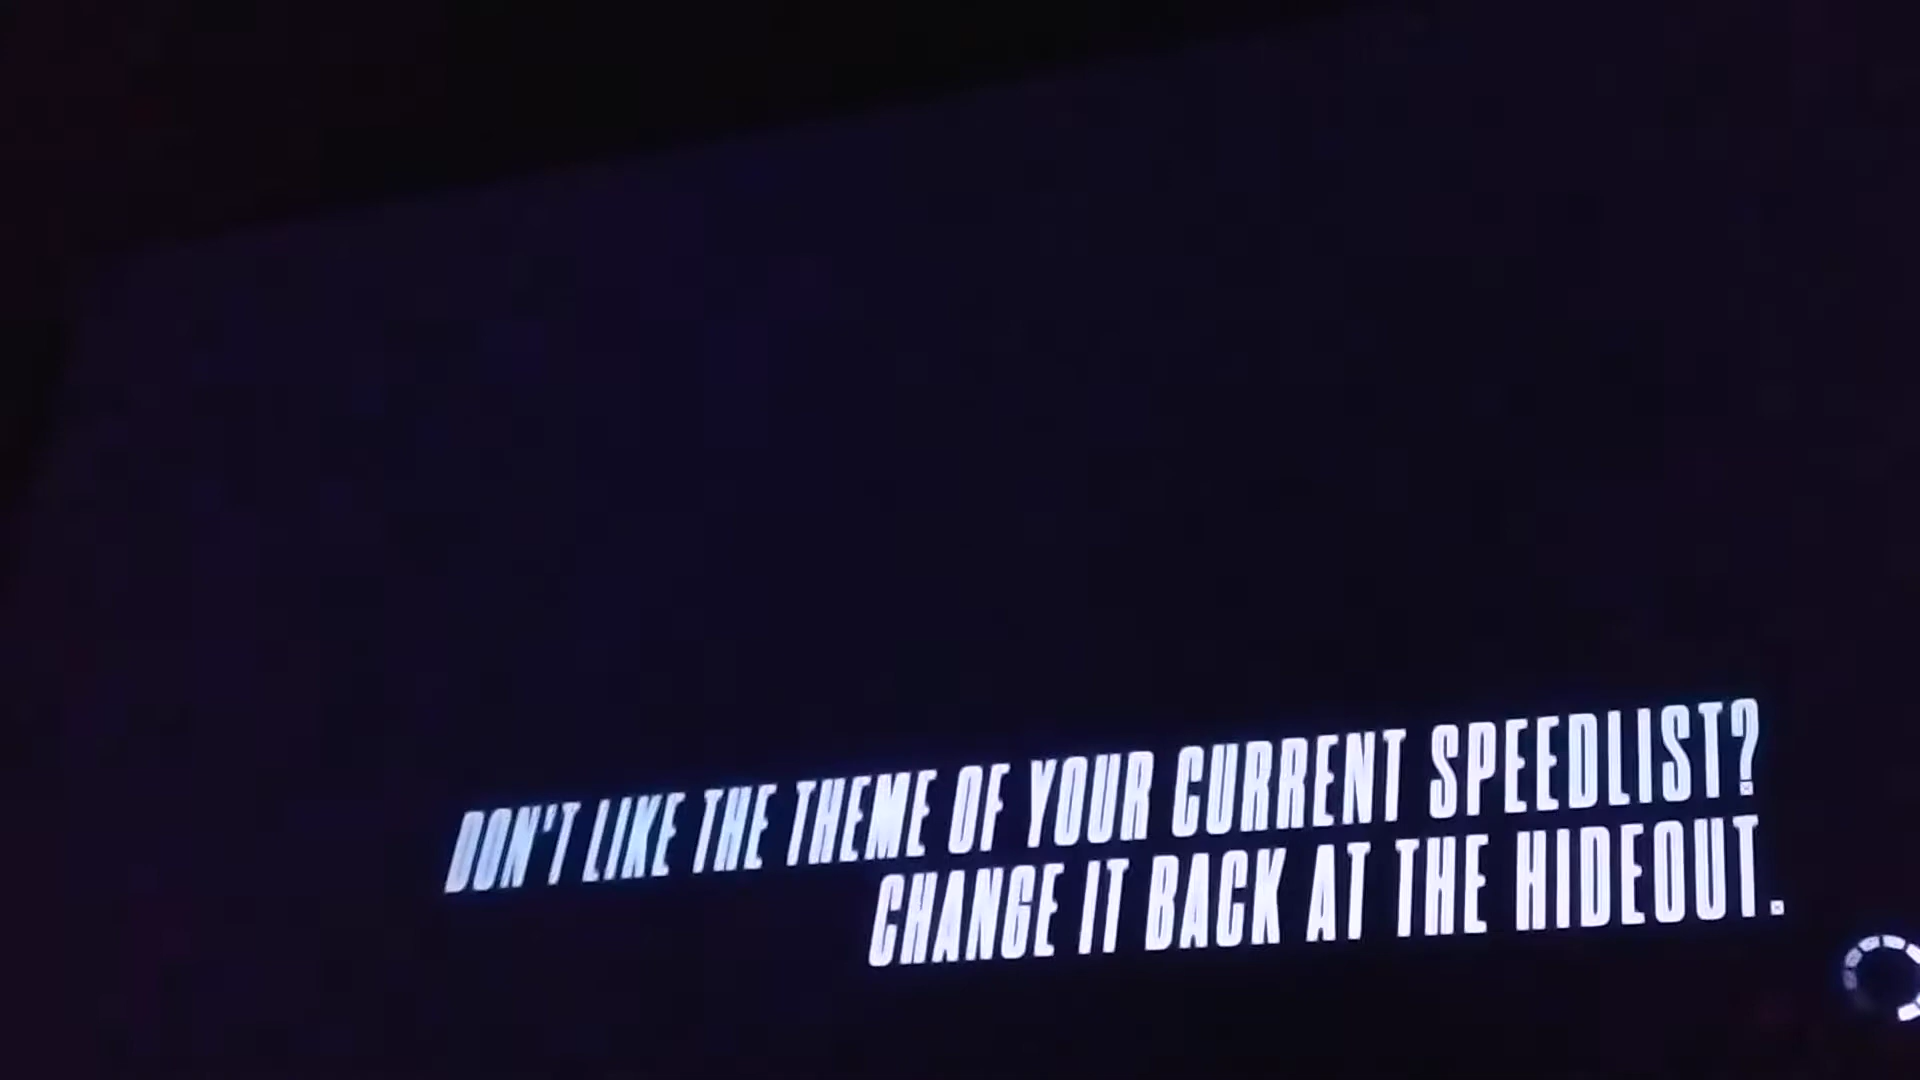 DON'T LIKE THE THEME OF YOUR CURRENT SPEEDLIST?
CHANGE IT BACK AT THE HIDEOUT.